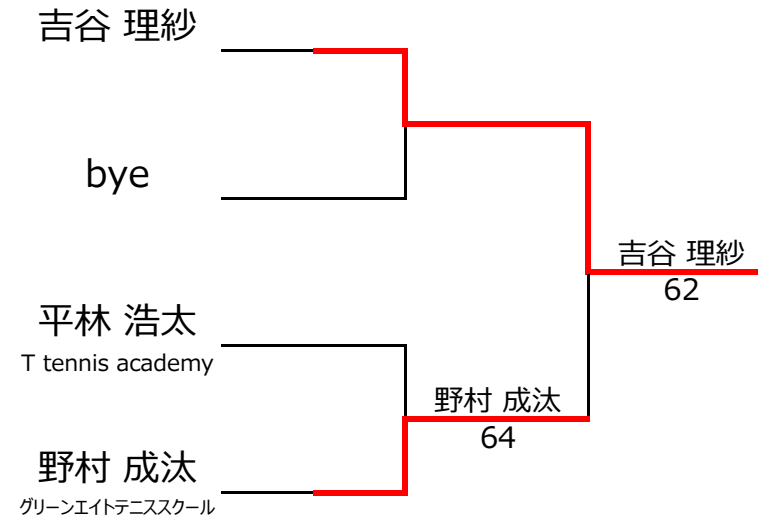 吉谷 理紗
bye
吉谷 理紗
62
平林 浩太
T tennis academy
野村 成汰
64
野村 成汰
グリーンエイトテニススクール